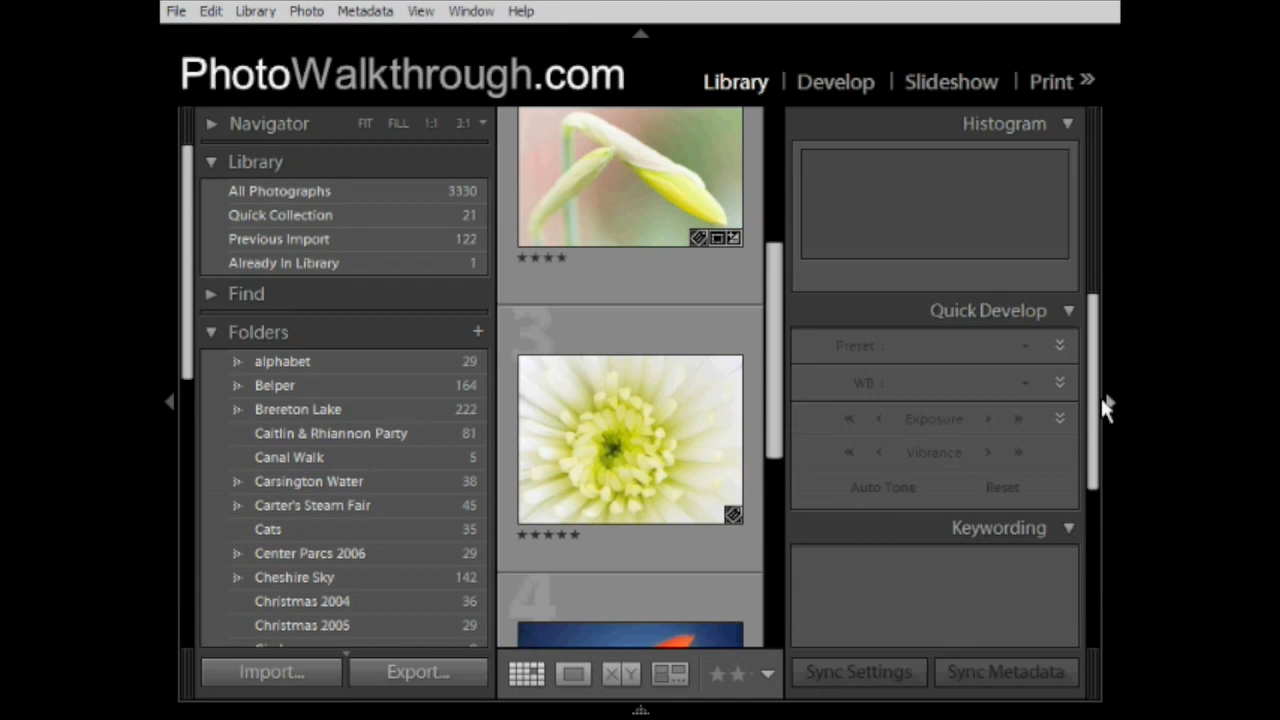 File Edit Library Photo Metadata View Window Help
PhotoWalkthrough.com
Library | Develop | Slideshow | Print »
Navigator FIT FILL 1:1 3:1
Library
All Photographs 3330
Quick Collection 21
Previous Import 122
Already In Library 1
Find
Folders +
alphabet 29
Belper 164
Brereton Lake 222
Caitlin & Rhiannon Party 81
Canal Walk 5
Carsington Water 38
Carter's Steam Fair 45
Cats 35
Center Parcs 2006 29
Cheshire Sky 142
Christmas 2004 36
Christmas 2005 29
Import...
Export...
★★★★
3
★★★★★
4
XY
★★
Histogram
Quick Develop
Preset :
WB :
Exposure
Vibrance
Auto Tone Reset
Keywording
Sync Settings Sync Metadata